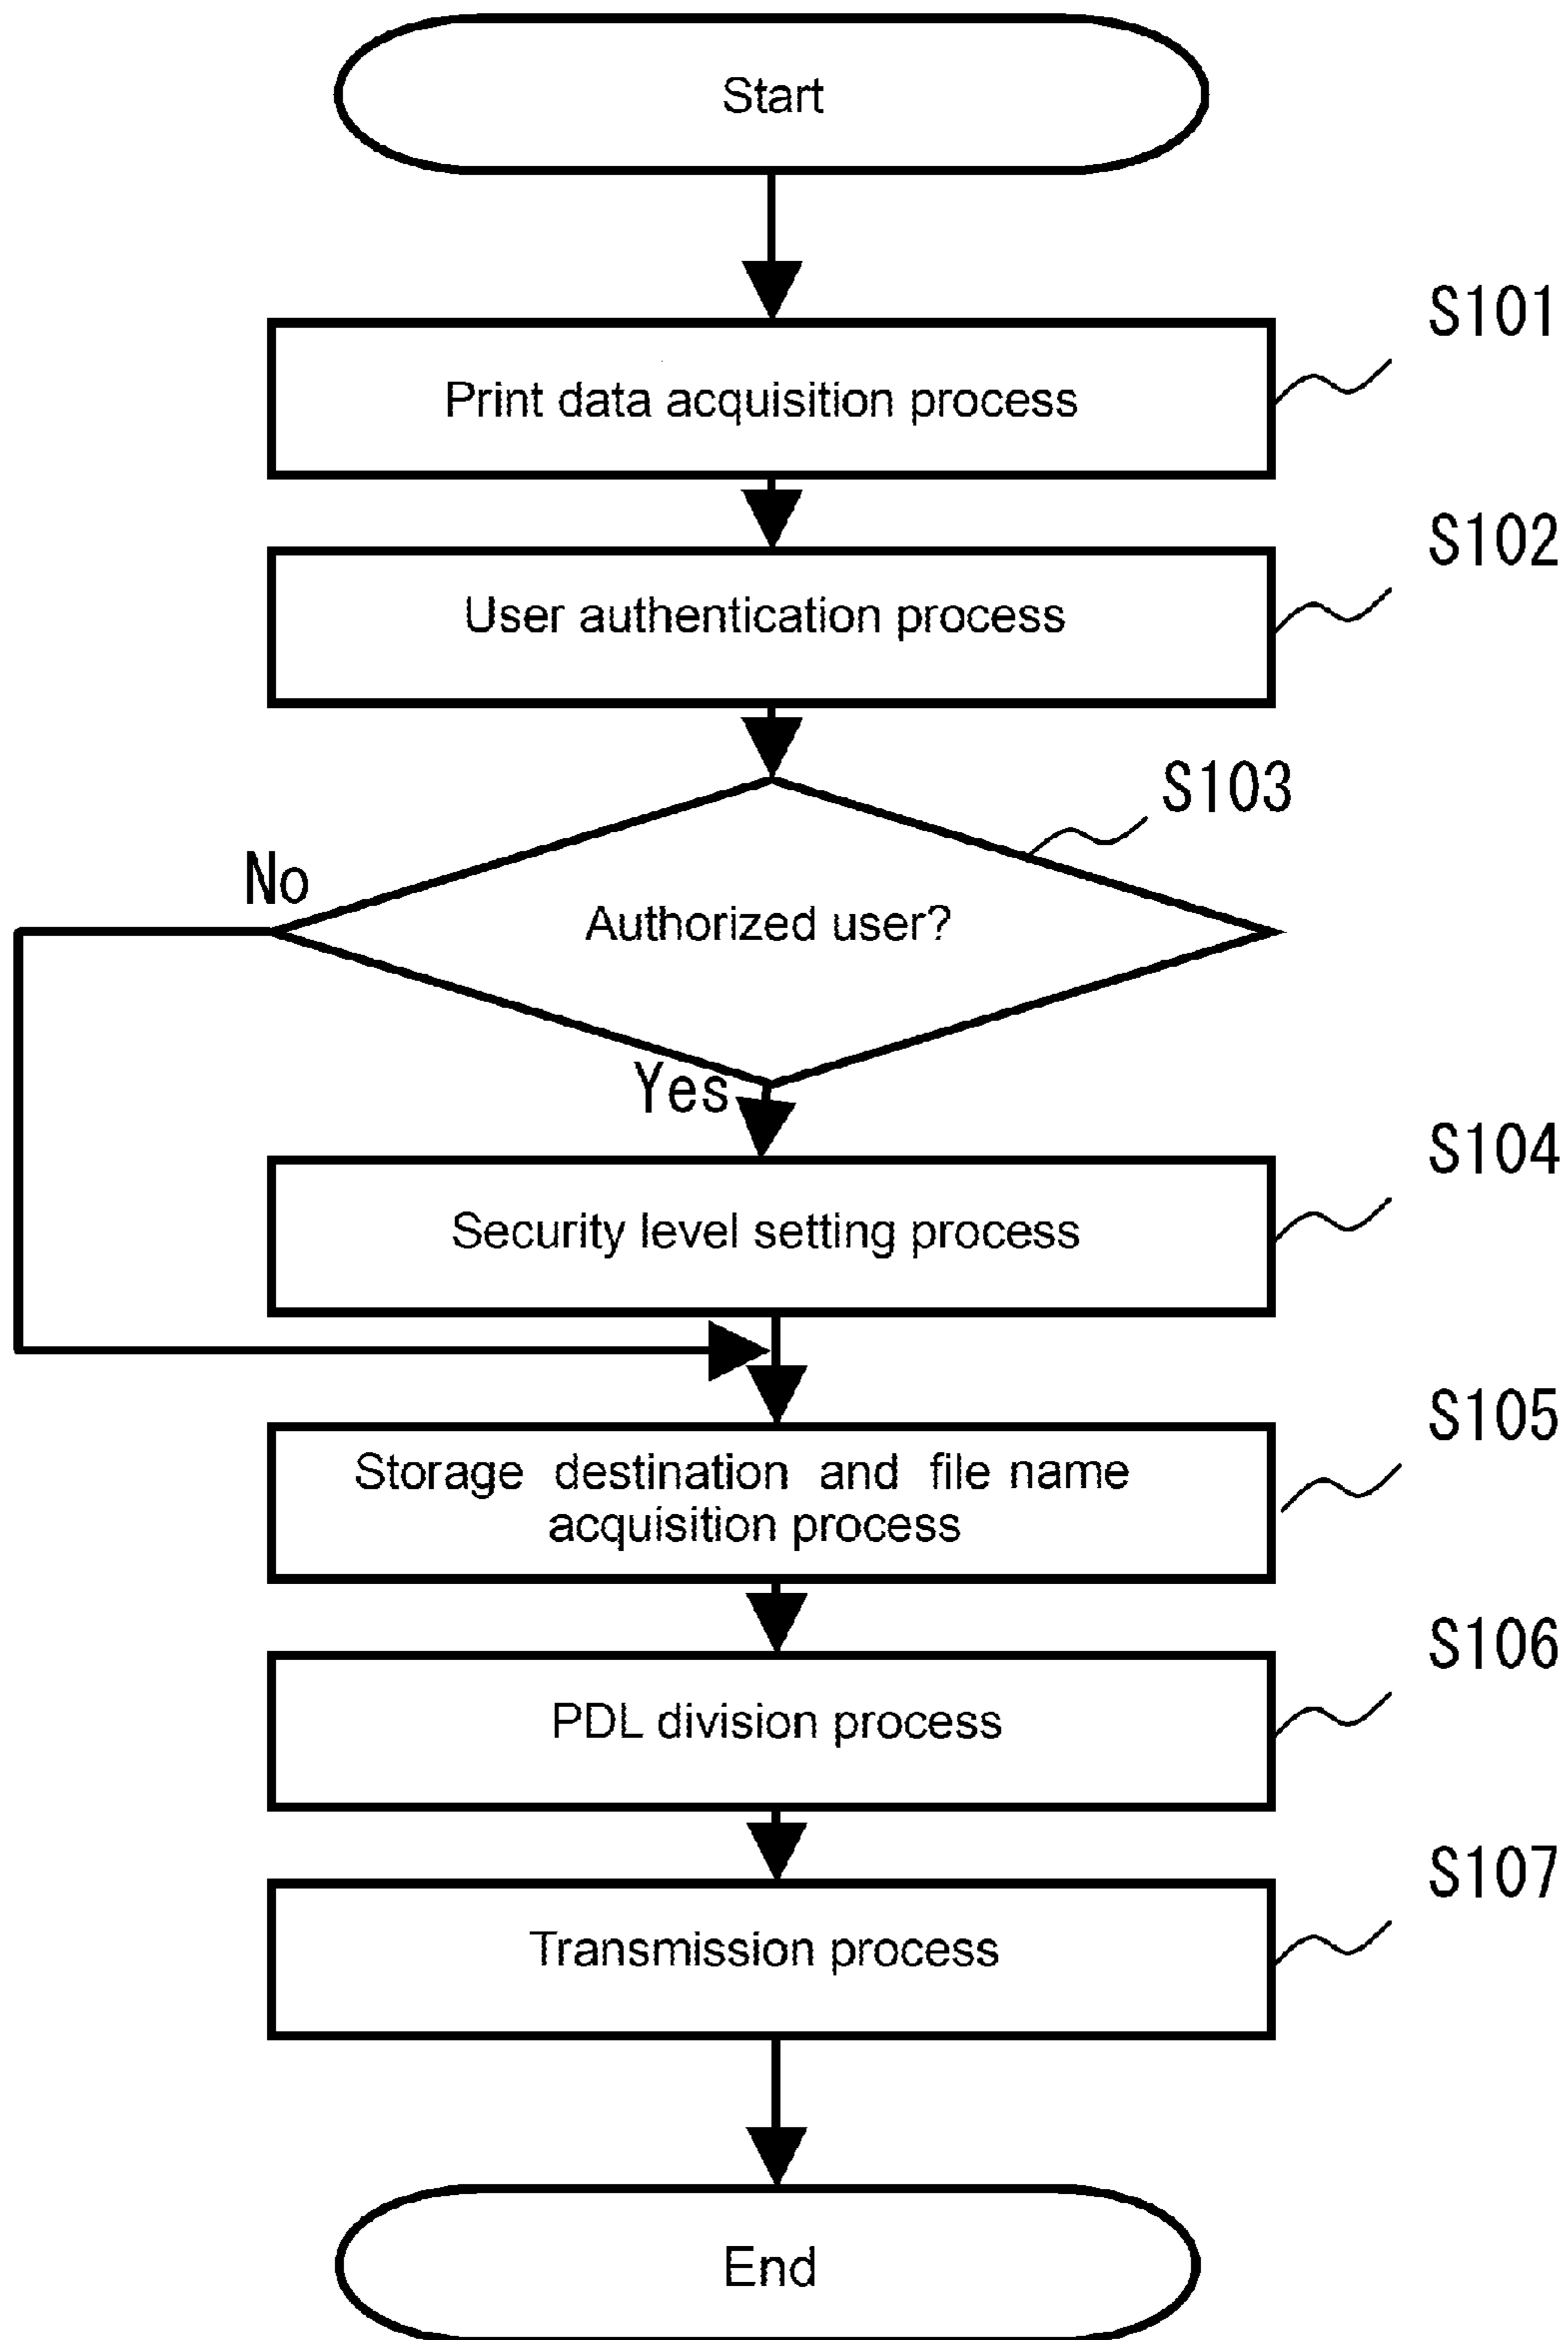 Start
S101
Print data acquisition process
S102
User authentication process
S103
No
Authorized user?
Yes
S104
Security level setting process
S105
Storage destination and file name
acquisition process
S106
PDL division process
S107
Transmission process
End